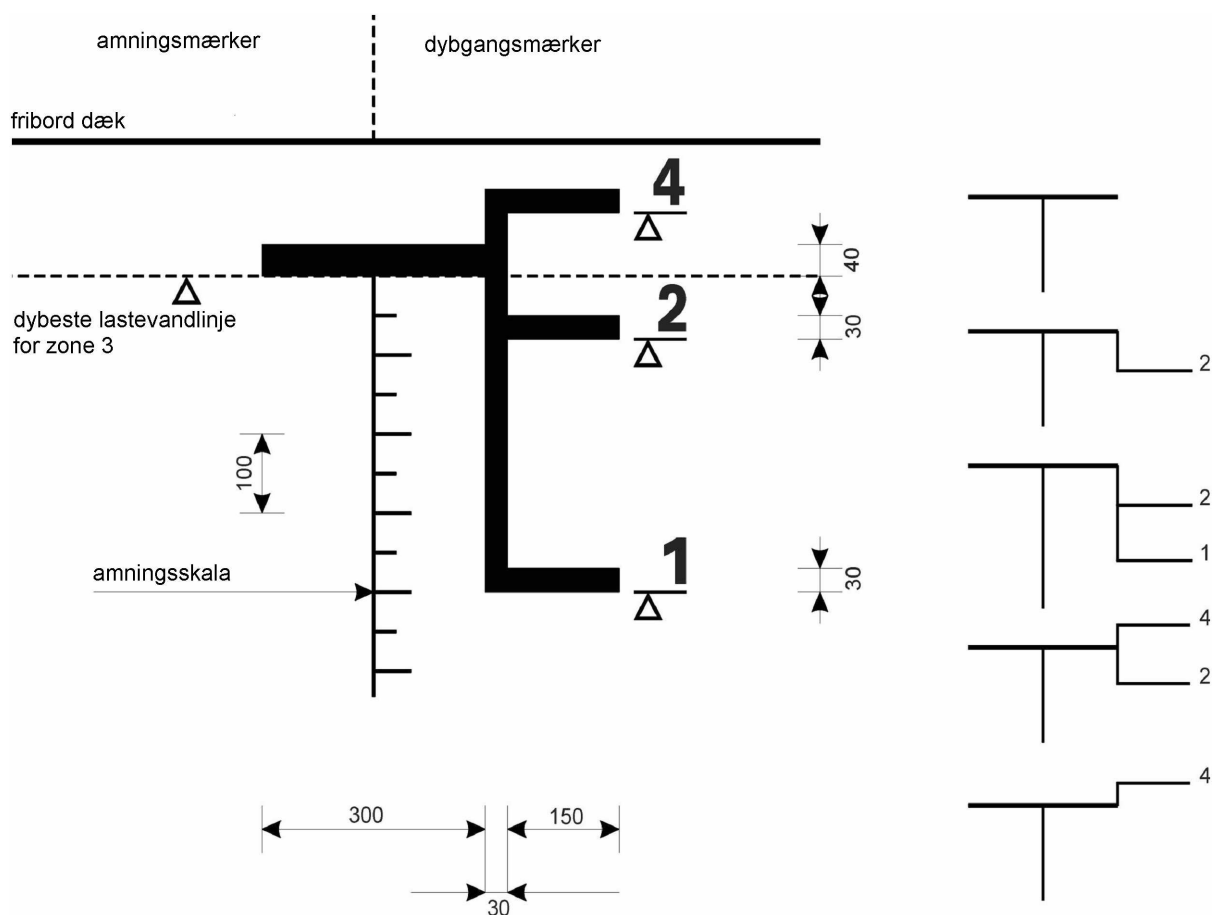 amningsmærker
dybgangsmærker
fribord dæk
4
40
dybeste lastevandlinje
for zone 3
2
30
100
amningsskala
1
30
300
150
30
2
2
1
4
2
4